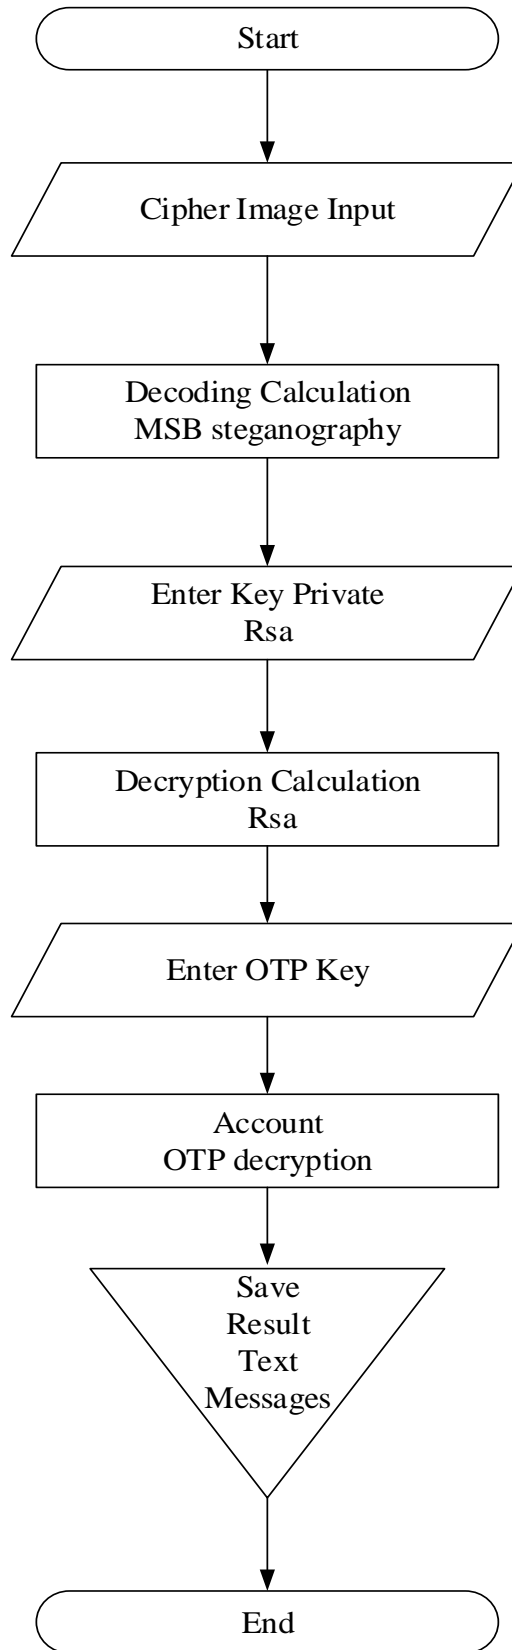 Start
Cipher Image Input
Decoding Calculation
MSB steganography
Enter Key Private
Rsa
Decryption Calculation
Rsa
Enter OTP Key
Account
OTP decryption
Save
Result
Text
Messages
End